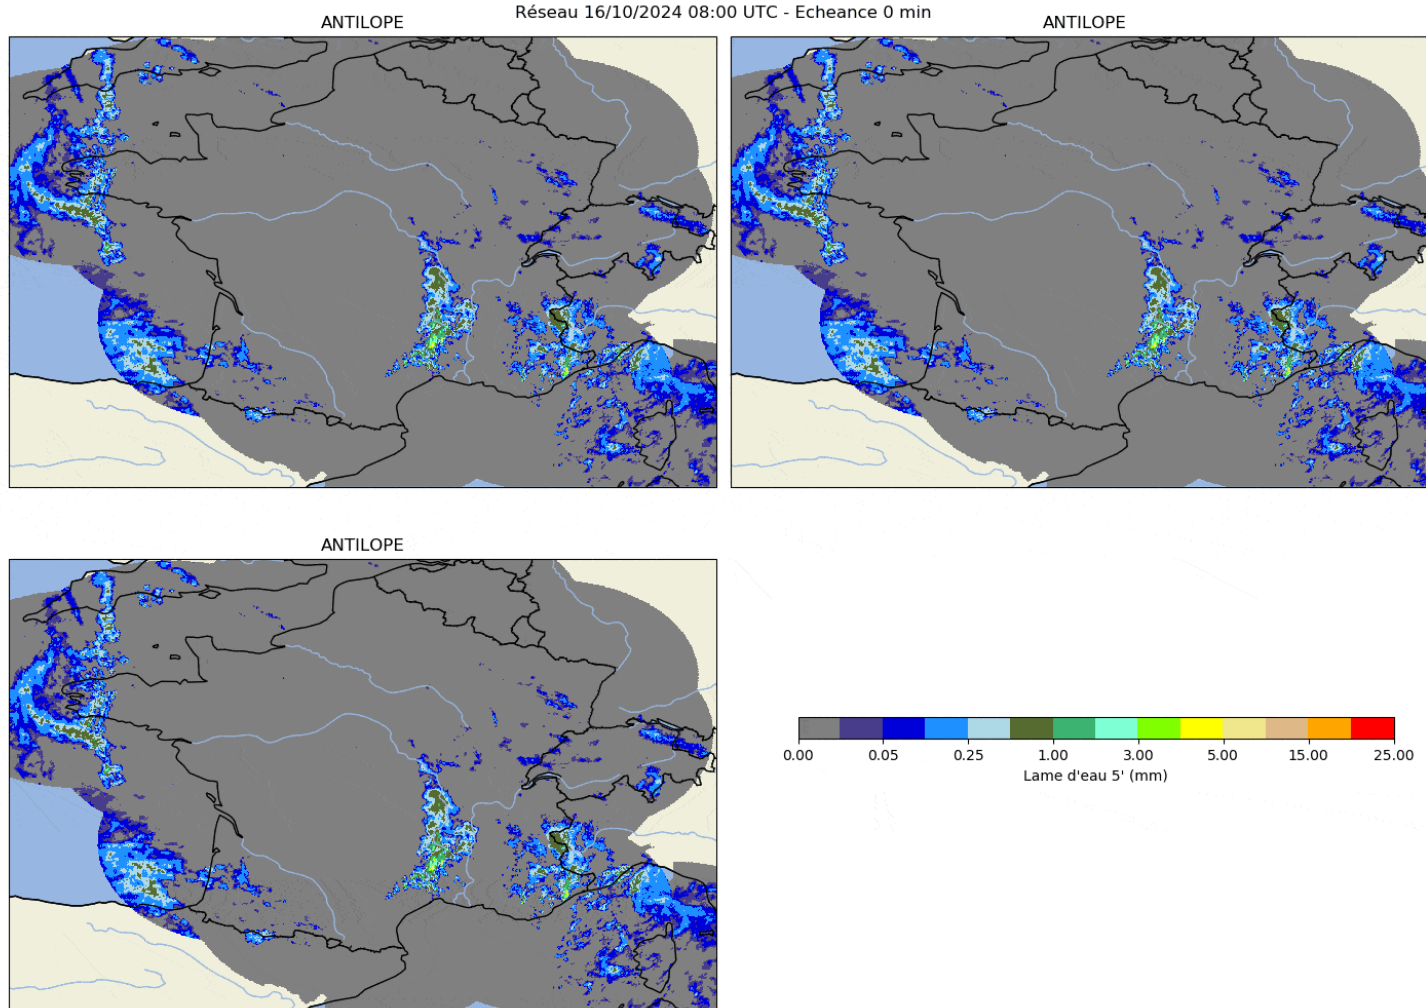 Réseau 16/10/2024 08:00 UTC - Echeance 0 min
ANTILOPE
ANTILOPE
ANTILOPE
0.00 0.05 0.25 1.00 3.00 5.00 15.00 25.00
Lame d'eau 5' (mm)